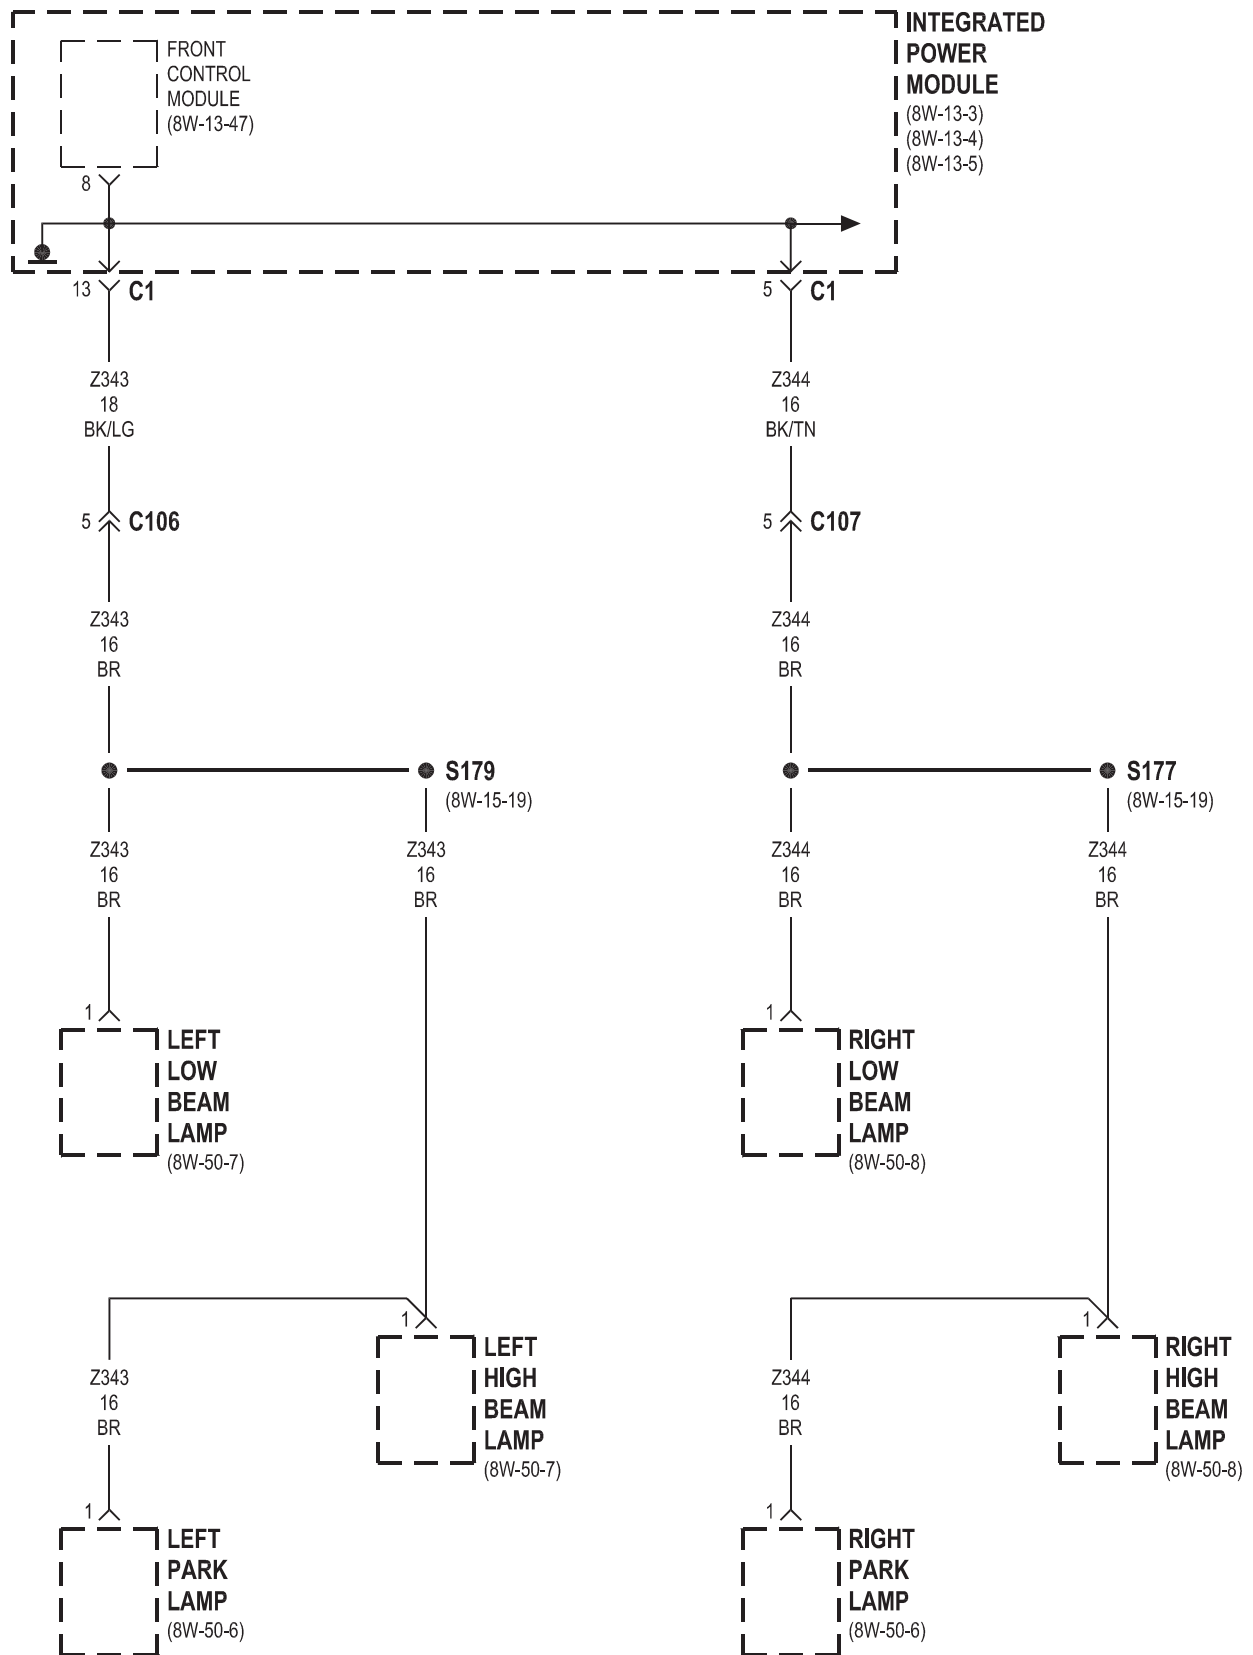 INTEGRATED
POWER
MODULE
(8W-13-3)
(8W-13-4)
(8W-13-5)
FRONT
CONTROL
MODULE
(8W-13-47)
8
13 C1
5 C1
Z343
18
BK/LG
Z344
16
BK/TN
5 C106
5 C107
Z343
16
BR
Z344
16
BR
S179
(8W-15-19)
S177
(8W-15-19)
Z343
16
BR
Z343
16
BR
Z344
16
BR
Z344
16
BR
1
LEFT
LOW
BEAM
LAMP
(8W-50-7)
1
RIGHT
LOW
BEAM
LAMP
(8W-50-8)
1
LEFT
HIGH
BEAM
LAMP
(8W-50-7)
1
RIGHT
HIGH
BEAM
LAMP
(8W-50-8)
Z343
16
BR
Z344
16
BR
1
LEFT
PARK
LAMP
(8W-50-6)
1
RIGHT
PARK
LAMP
(8W-50-6)